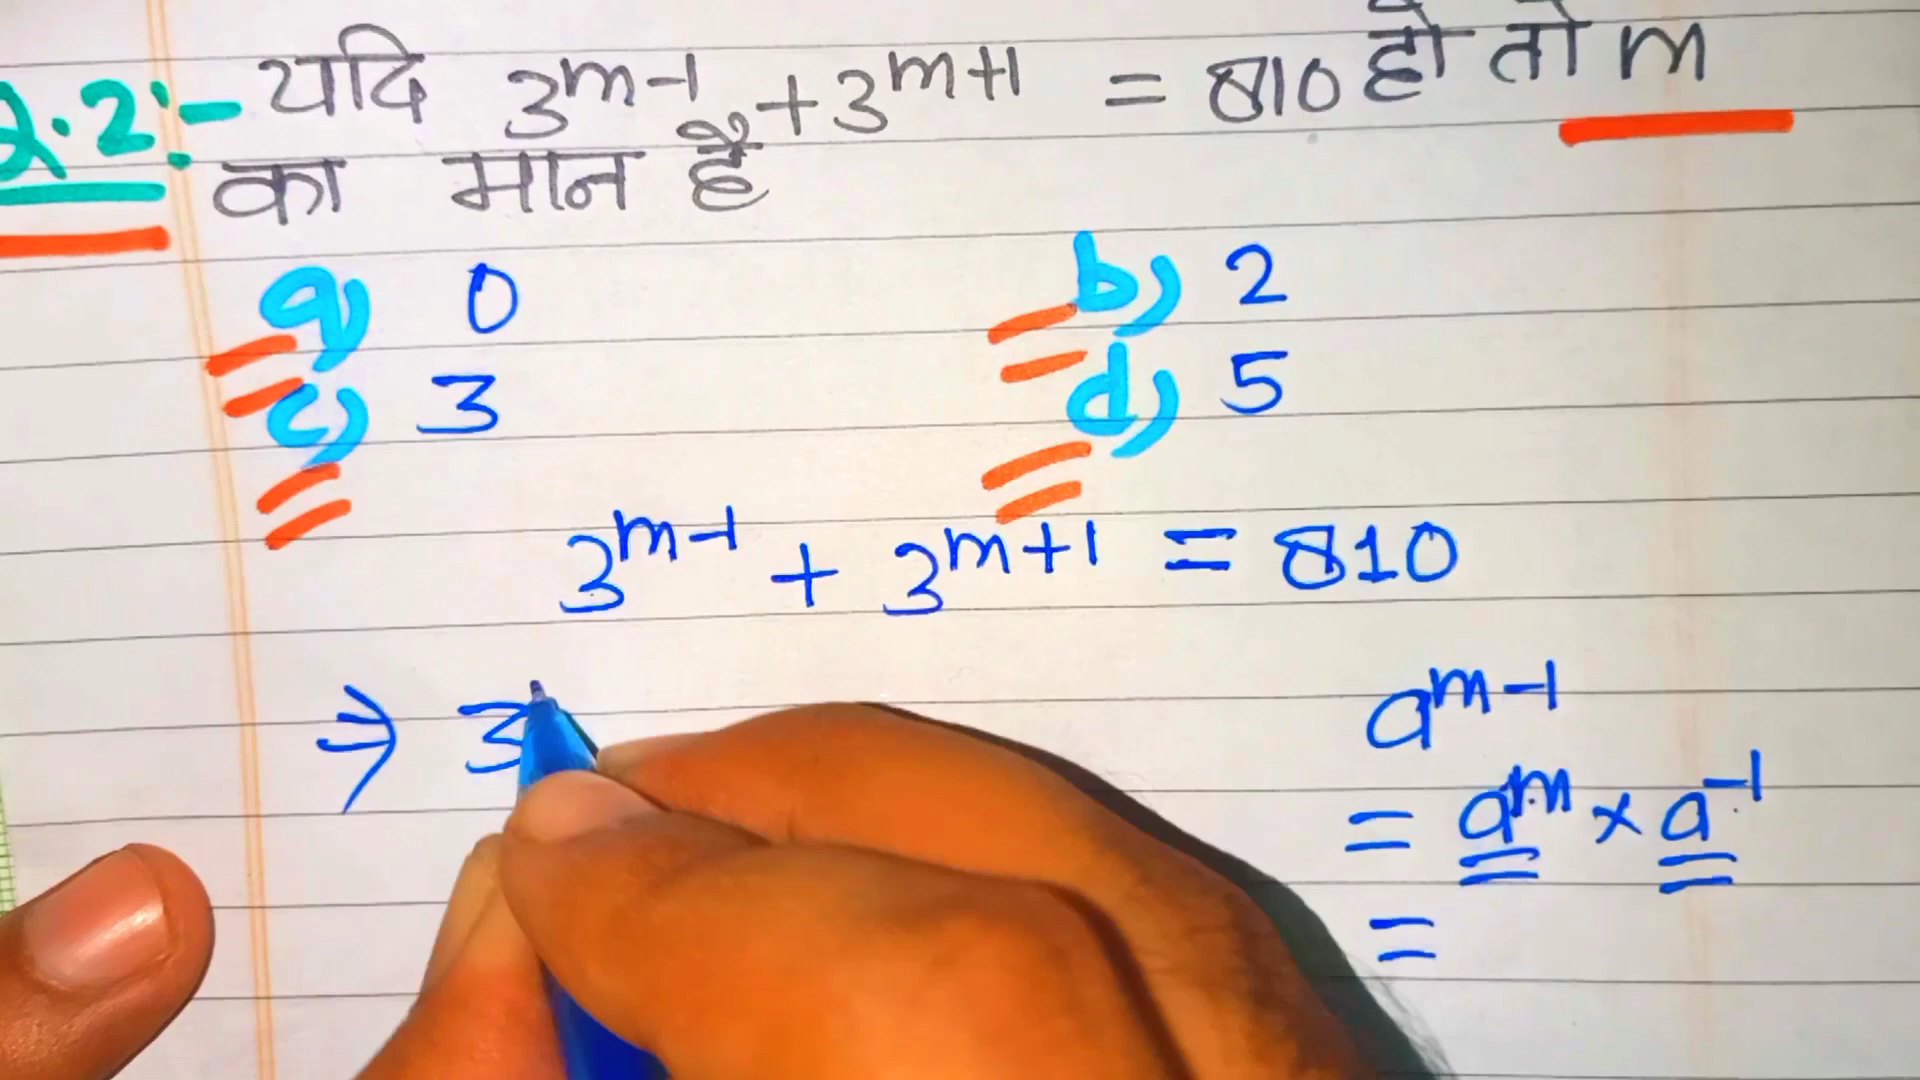 Q.2:- यदि 3^{m-1} + 3^{m+1} = 810 हो तो m
का मान है
a) 0 b) 2
c) 3 d) 5
3^{m-1} + 3^{m+1} = 810
⇒ 3
a^{m-1}
= a^m × a^{-1}
=